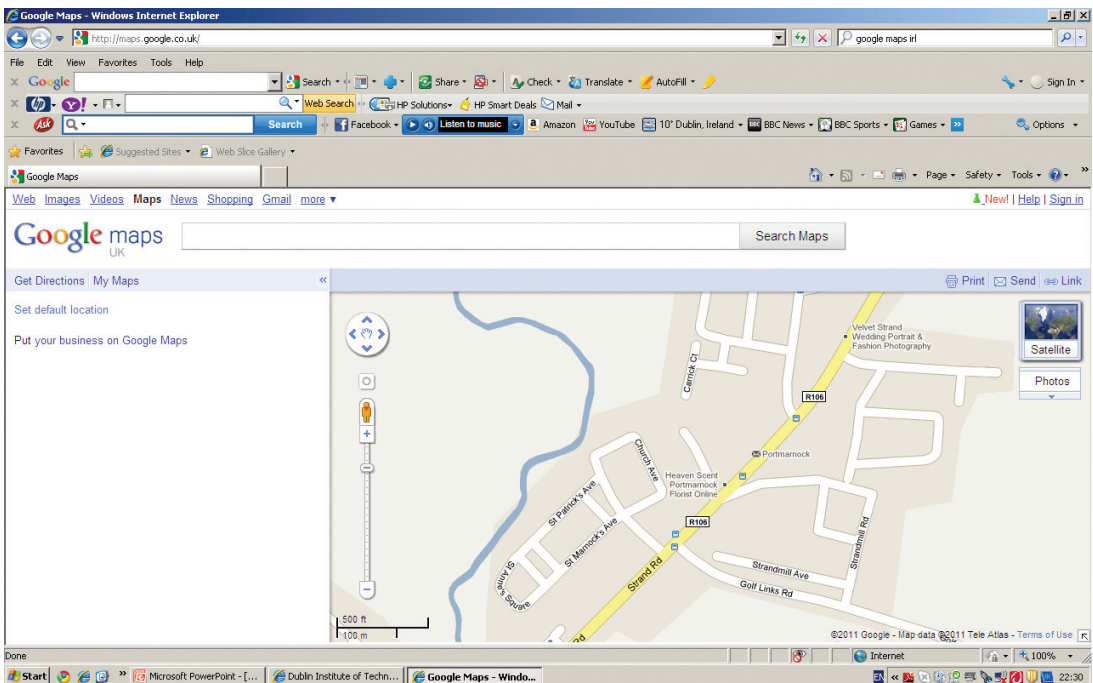 Google Maps - Windows Internet Explorer
http://maps.google.co.uk/ google maps irl
File Edit View Favorites Tools Help
Google Search Share Check Translate AutoFill Sign In
Web Search HP Solutions HP Smart Deals Mail
Ask Search Facebook Listen to music Amazon YouTube 10° Dublin, Ireland BBC News BBC Sports Games Options
Favorites Suggested Sites Web Slice Gallery
Google Maps Page Safety Tools
Web Images Videos Maps News Shopping Gmail more New! | Help | Sign in
Google maps UK Search Maps
Get Directions My Maps Print Send Link
Set default location
Put your business on Google Maps
Satellite
Photos
Velvet Strand
Wedding Portrait &
Fashion Photography
Carrick Ct
R106
Portmarnock
Church Ave
Heaven Scent
Portmarnock
Florist Online
St Patrick's Ave
R106
St Marnock's Ave
Strandmill Rd
Strand Rd
Strandmill Ave
St Anne's Square
Golf Links Rd
500 ft
100 m
©2011 Google - Map data ©2011 Tele Atlas - Terms of Use
Done Internet 100%
Start Microsoft PowerPoint - [... Dublin Institute of Techn... Google Maps - Windo... EN 22:30